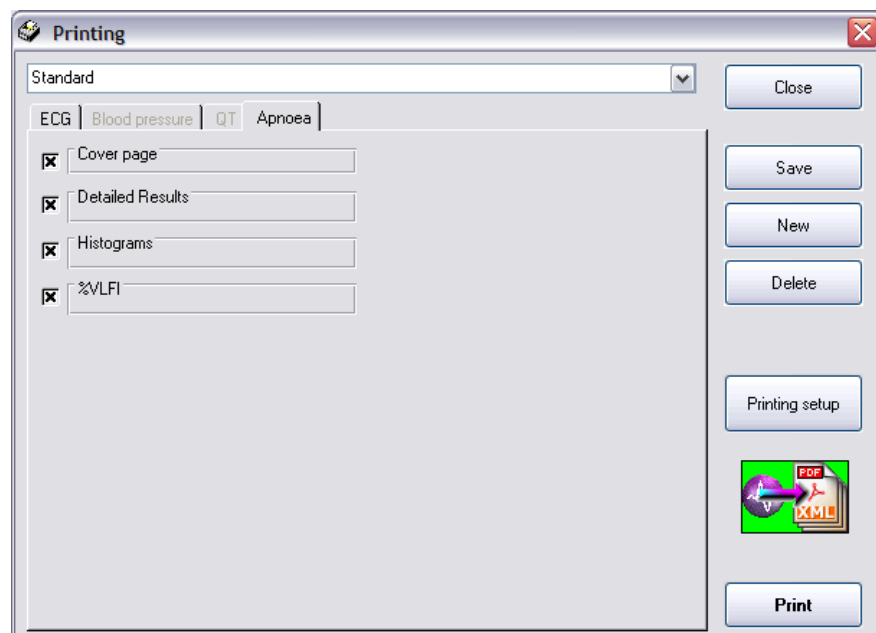 Printing
Standard
Close
ECG Blood pressure QT Apnoea
Cover page
Detailed Results
Save
Histograms
New
%VLFI
Delete
Printing setup
PDF
XML
Print